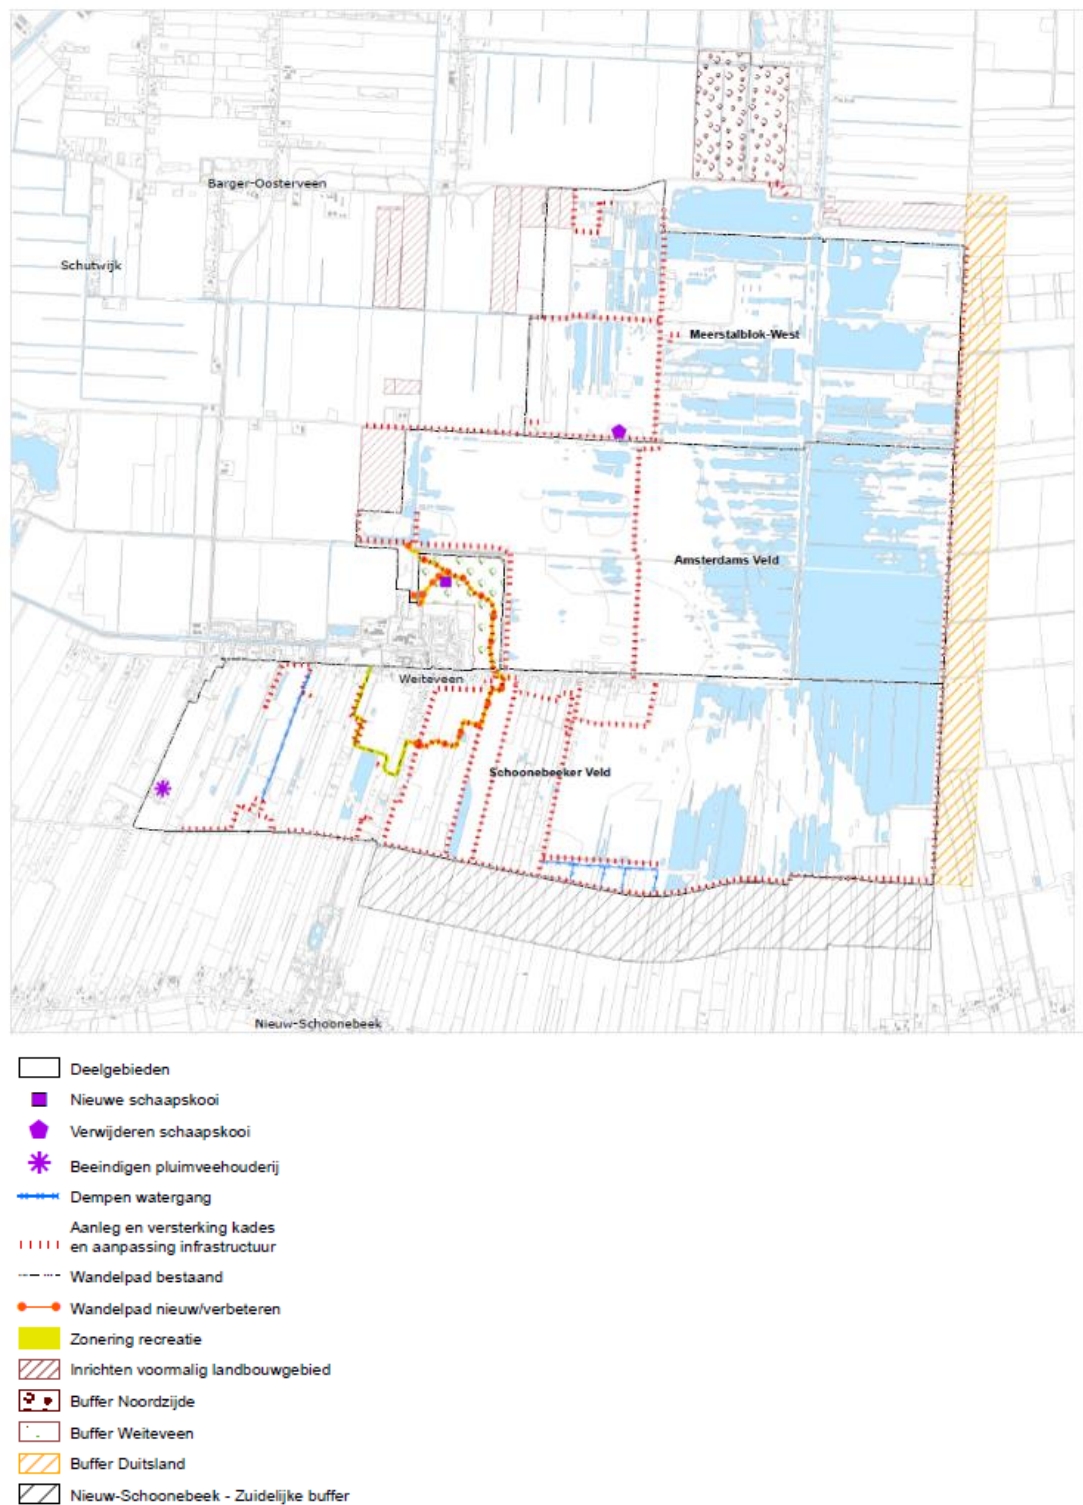 Barger-Oosterveen
Schutwijk
Meerstalblok-West
Amsterdams Veld
Weiteveen
Schoonebeeker Veld
Nieuw-Schoonebeek
Deelgebieden
Nieuwe schaapskooi
Verwijderen schaapskooi
Beeindigen pluimveehouderij
Dempen watergang
Aanleg en versterking kades
en aanpassing infrastructuur
Wandelpad bestaand
Wandelpad nieuw/verbeteren
Zonering recreatie
Inrichten voormalig landbouwgebied
Buffer Noordzijde
Buffer Weiteveen
Buffer Duitsland
Nieuw-Schoonebeek - Zuidelijke buffer